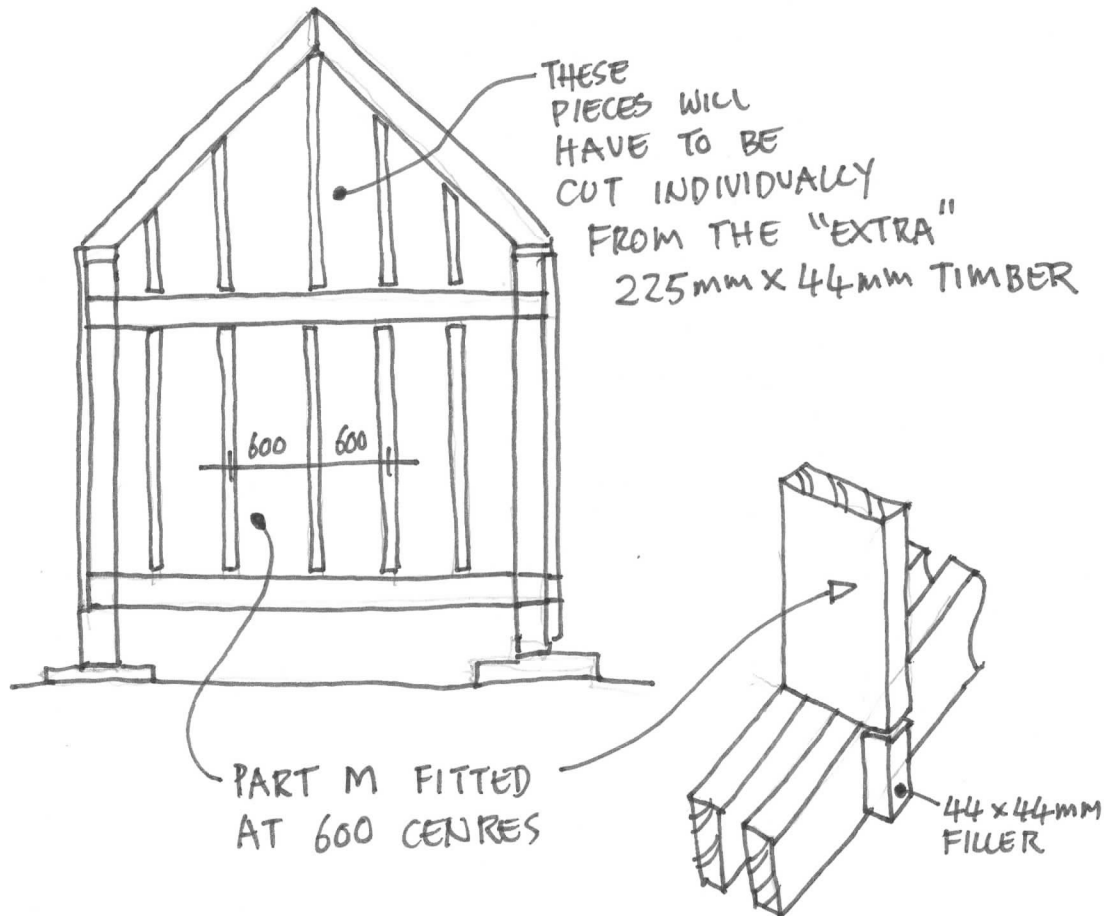 THESE
PIECES WILL
HAVE TO BE
CUT INDIVIDUALLY
FROM THE "EXTRA"
225mm X 44mm TIMBER
600 600
PART M FITTED
AT 600 CENRES
44 x 44mm
FILLER